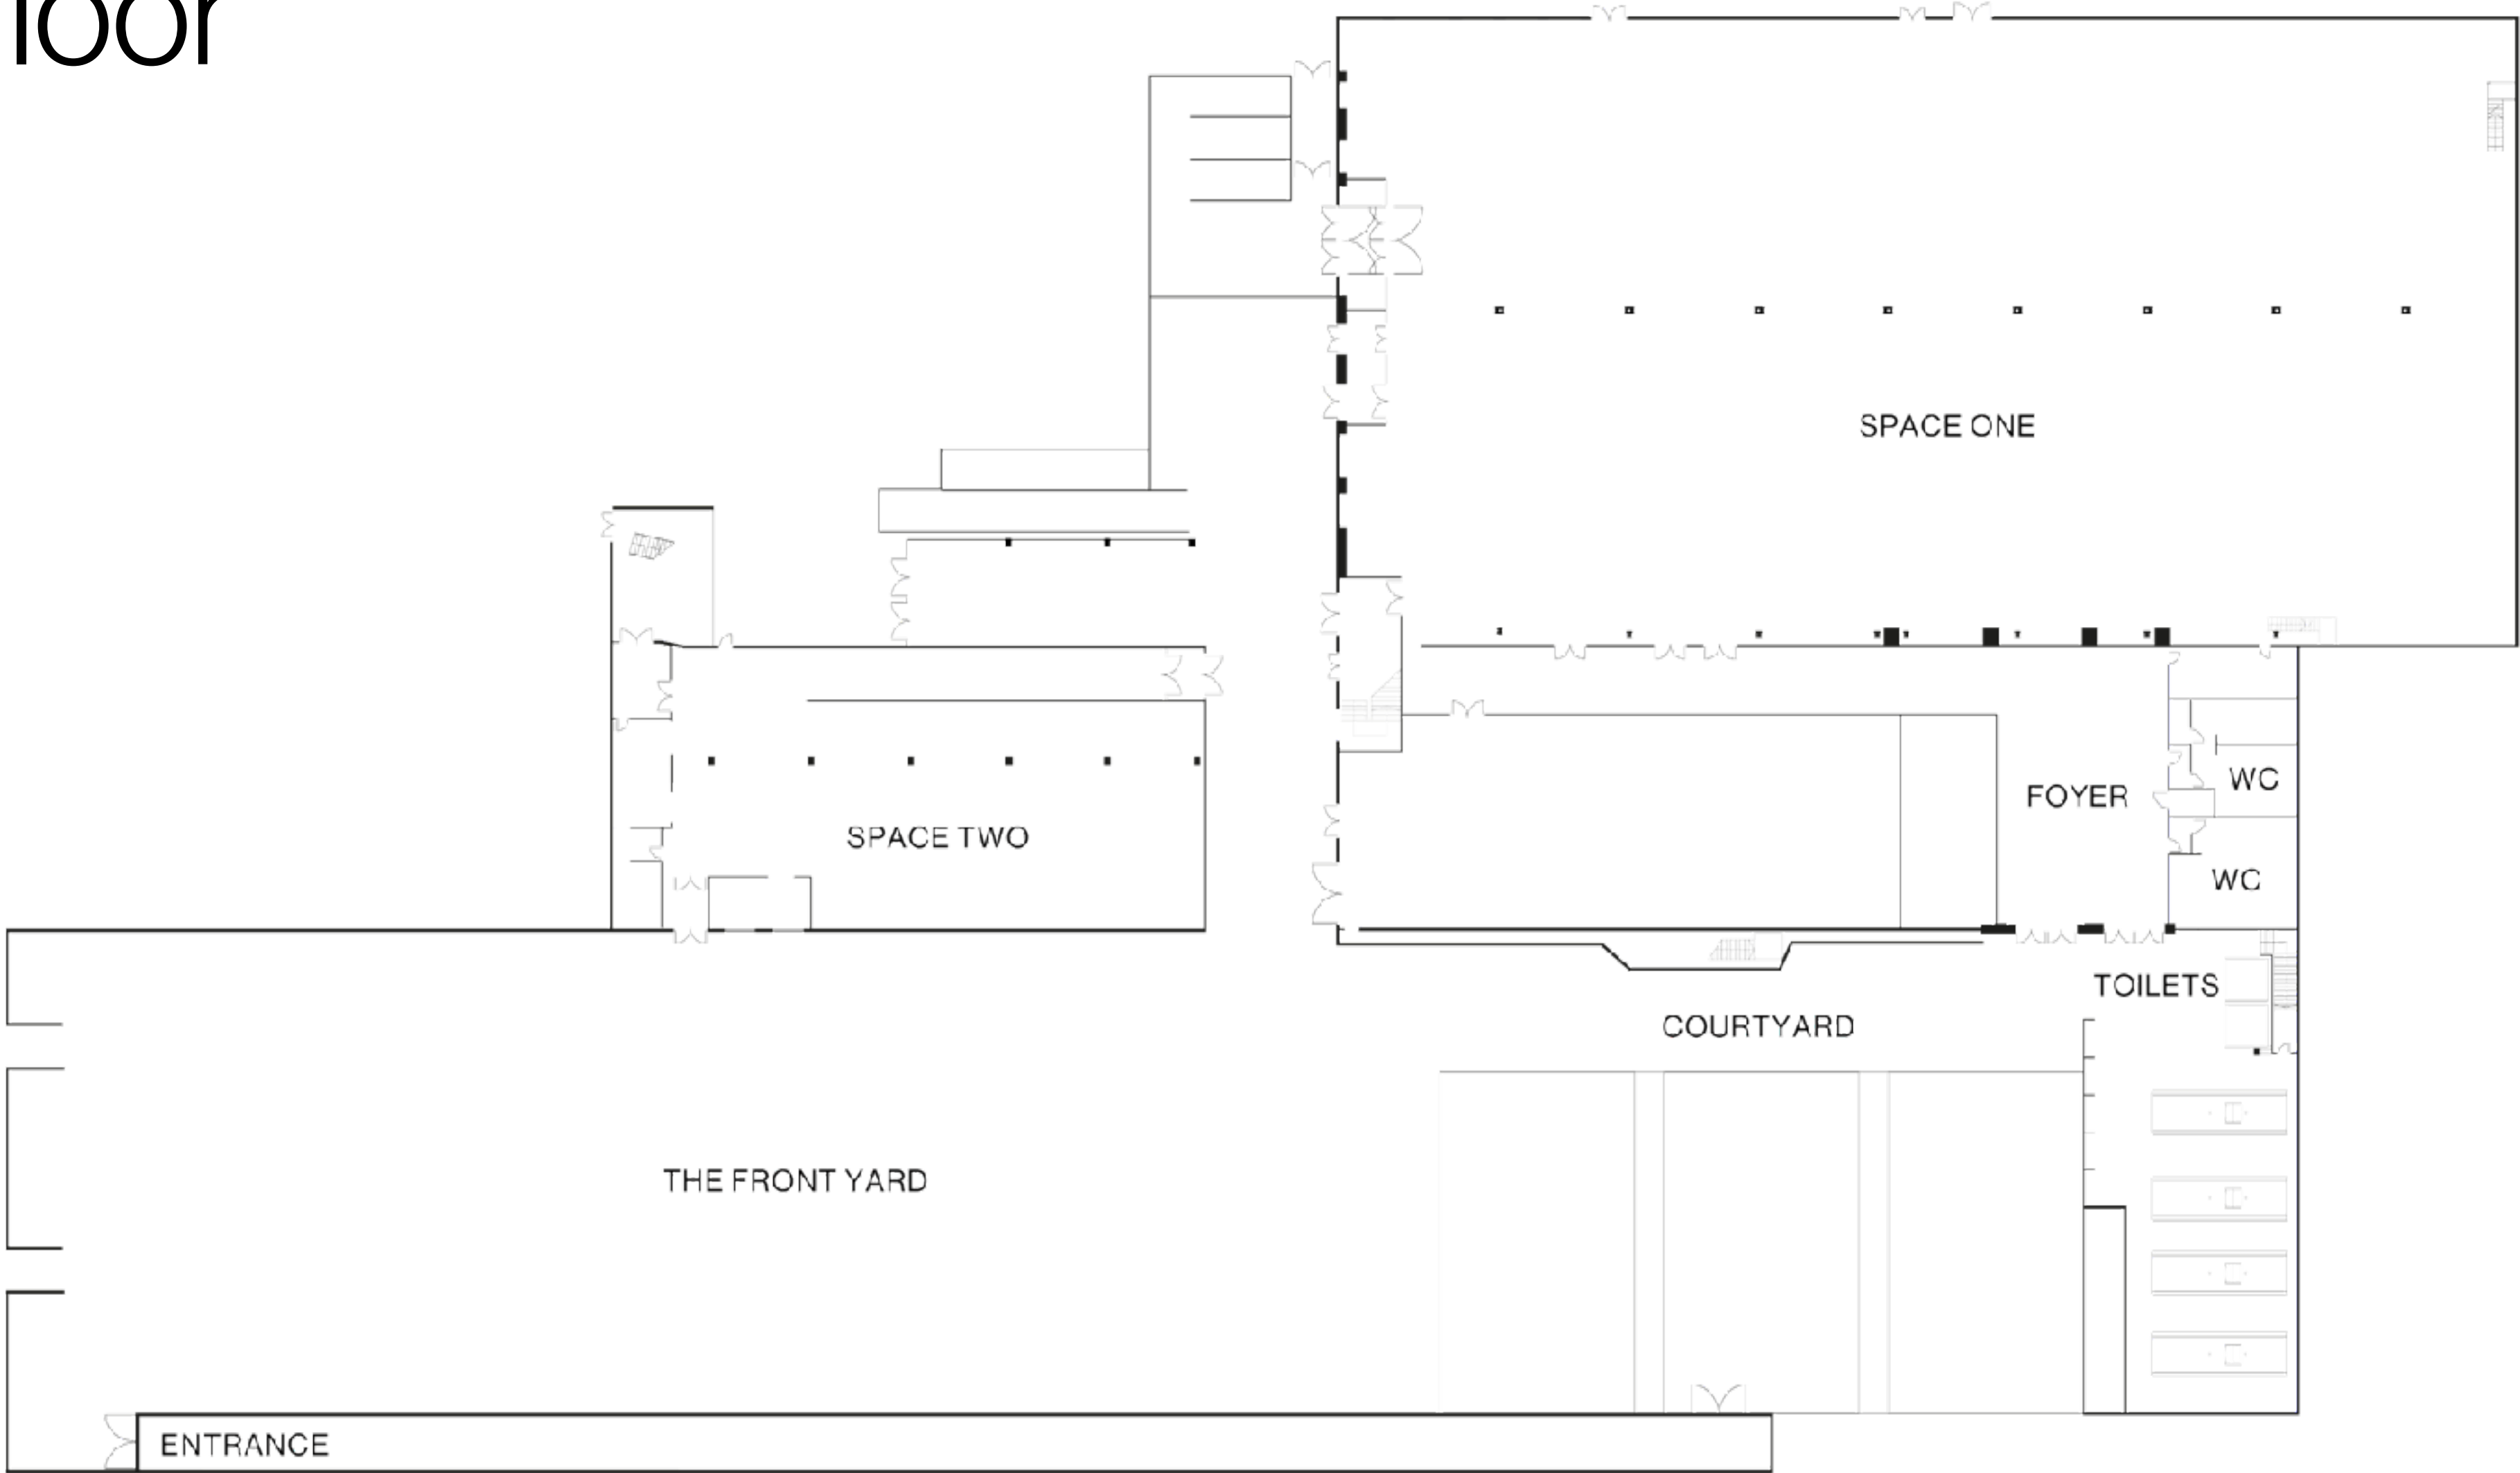 loor
SPACE ONE
SPACE TWO
FOYER
WC
WC
TOILETS
COURTYARD
THE FRONT YARD
ENTRANCE